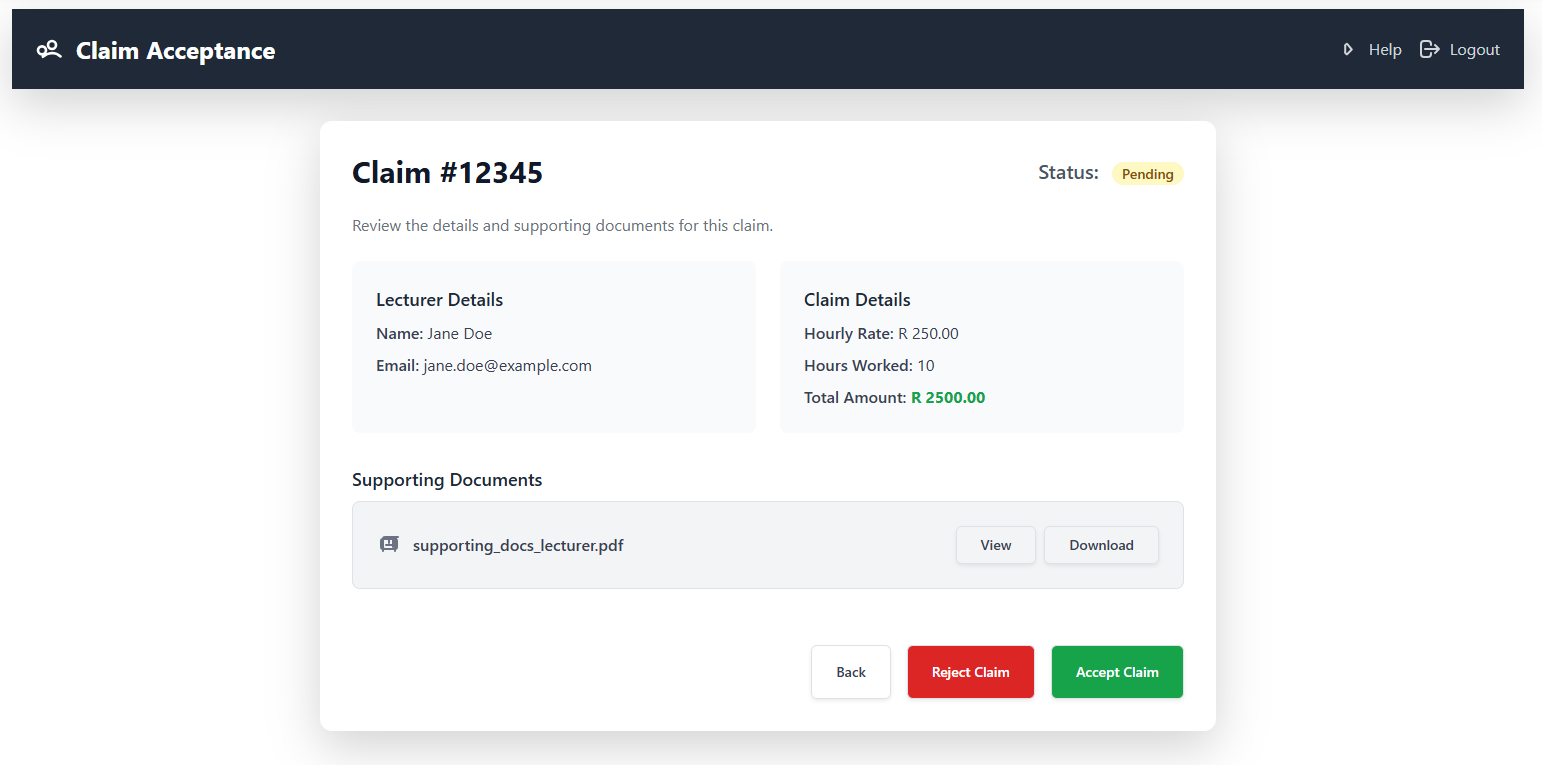 Claim Acceptance
Help
Logout
Claim #12345
Status: Pending
Review the details and supporting documents for this claim.
Lecturer Details
Name: Jane Doe
Email: jane.doe@example.com
Claim Details
Hourly Rate: R 250.00
Hours Worked: 10
Total Amount: R 2500.00
Supporting Documents
supporting_docs_lecturer.pdf
View
Download
Back
Reject Claim
Accept Claim